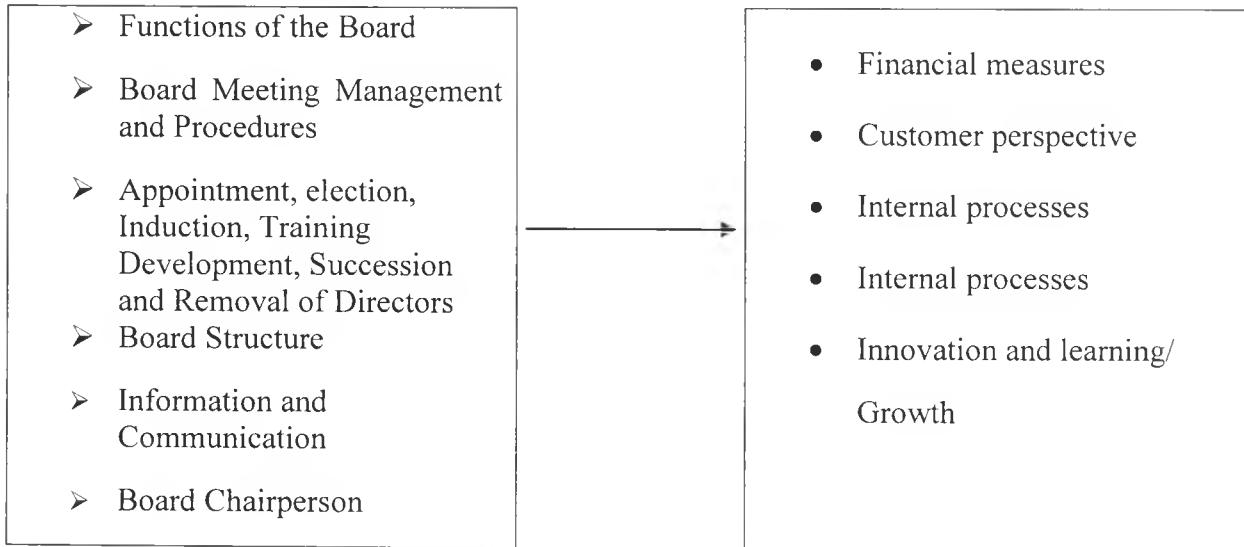 ➤ Functions of the Board
➤ Board Meeting Management
and Procedures
➤ Appointment, election,
Induction, Training
Development, Succession
and Removal of Directors
➤ Board Structure
➤ Information and
Communication
➤ Board Chairperson
• Financial measures
• Customer perspective
• Internal processes
• Internal processes
• Innovation and learning/
Growth